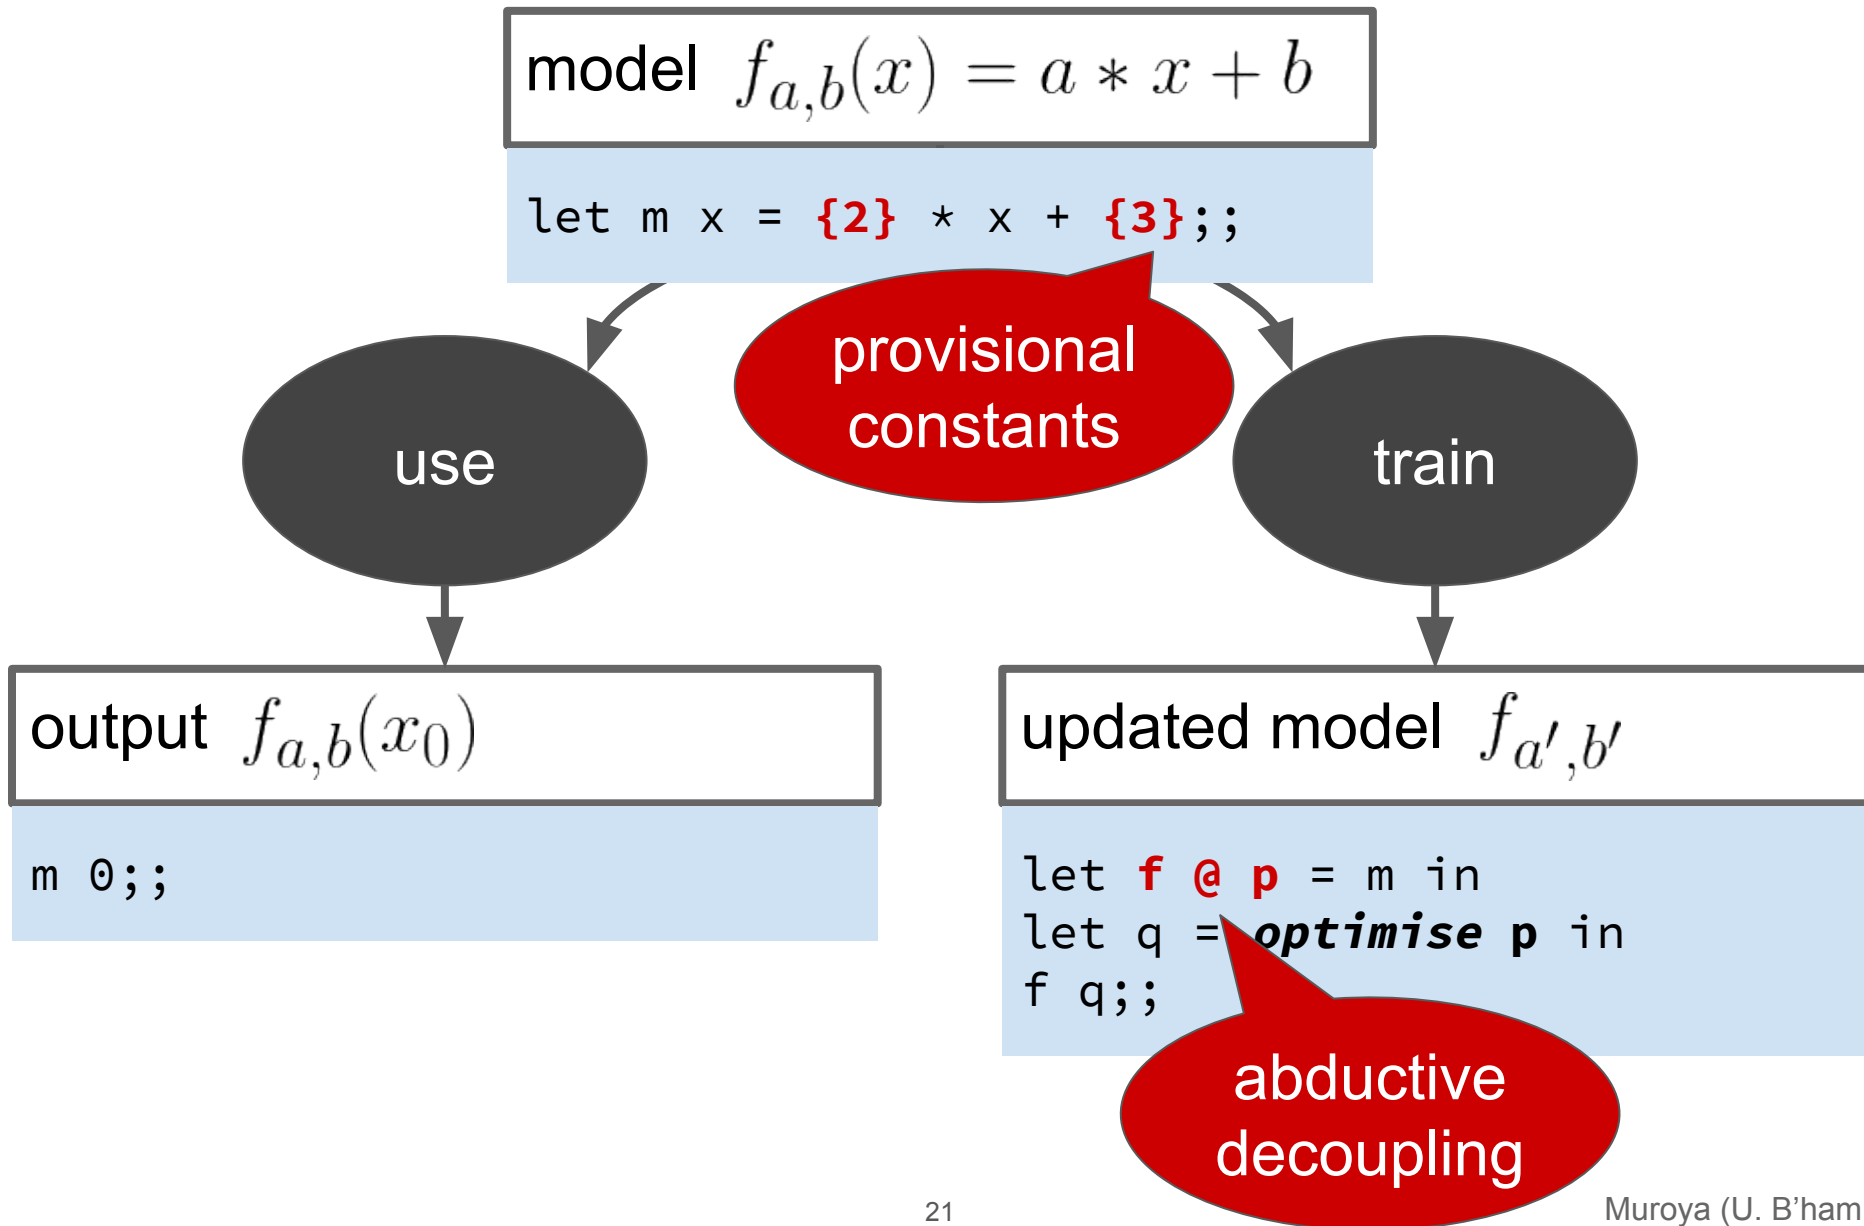 model f_{a,b}(x) = a * x + b
let m x = {2} * x + {3};;
provisional
constants
use
train
output f_{a,b}(x_0)
m 0;;
updated model f_{a',b'}
let f @ p = m in
let q = optimise p in
f q;;
abductive
decoupling
21
Muroya (U. B'ham